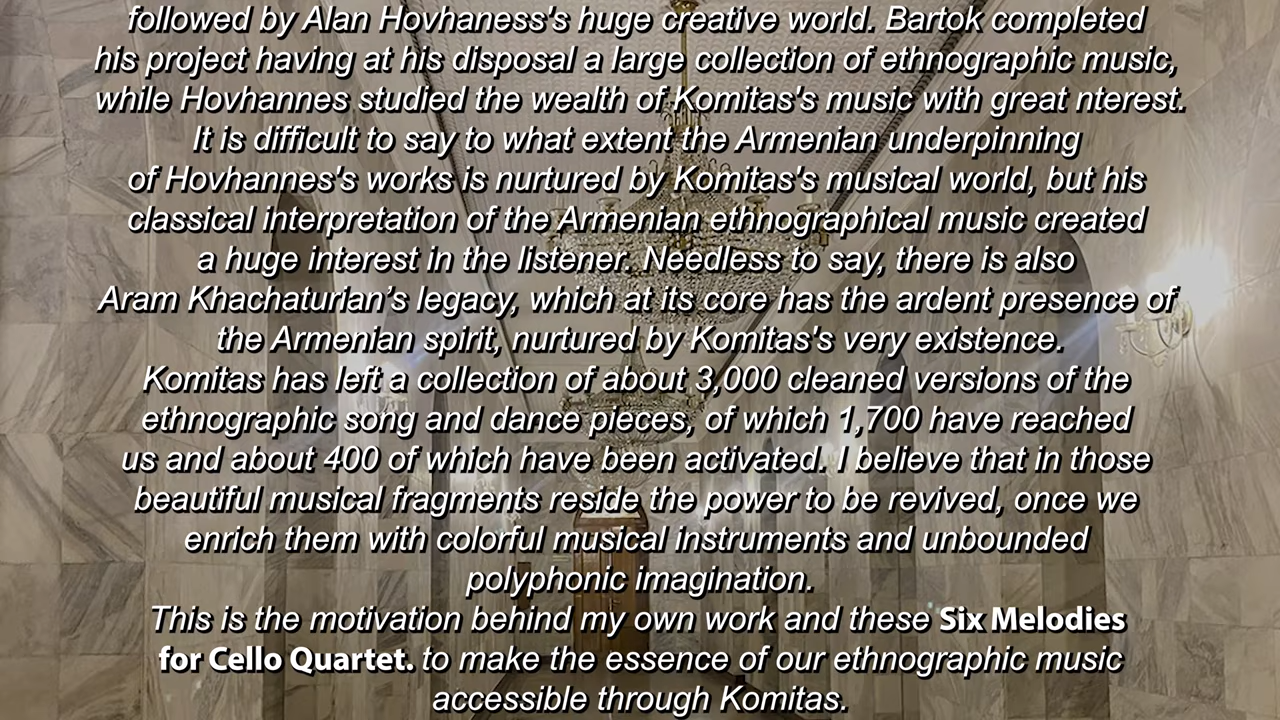 followed by Alan Hovhaness's huge creative world. Bartok completed
his project having at his disposal a large collection of ethnographic music,
while Hovhannes studied the wealth of Komitas's music with great nterest.
It is difficult to say to what extent the Armenian underpinning
of Hovhannes's works is nurtured by Komitas's musical world, but his
classical interpretation of the Armenian ethnographical music created
a huge interest in the listener. Needless to say, there is also
Aram Khachaturian’s legacy, which at its core has the ardent presence of
the Armenian spirit, nurtured by Komitas's very existence.
Komitas has left a collection of about 3,000 cleaned versions of the
ethnographic song and dance pieces, of which 1,700 have reached
us and about 400 of which have been activated. I believe that in those
beautiful musical fragments reside the power to be revived, once we
enrich them with colorful musical instruments and unbounded
polyphonic imagination.
This is the motivation behind my own work and these Six Melodies
for Cello Quartet. to make the essence of our ethnographic music
accessible through Komitas.